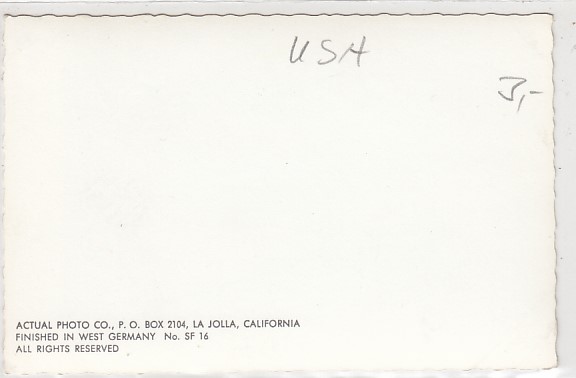 USA
3,-
ACTUAL PHOTO CO., P. O. BOX 2104, LA JOLLA, CALIFORNIA
FINISHED IN WEST GERMANY No. SF 16
ALL RIGHTS RESERVED